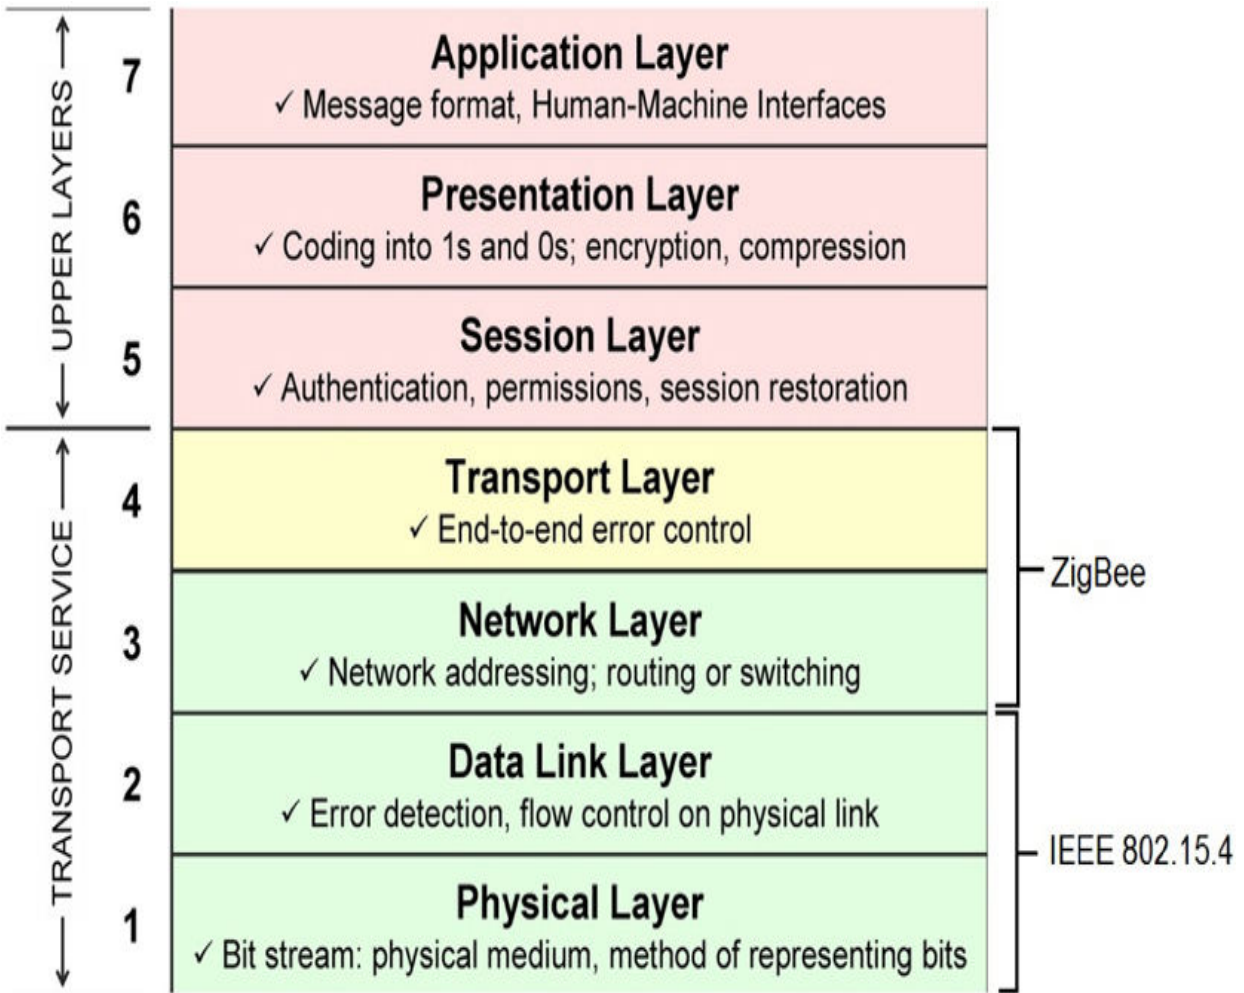 UPPER LAYERS
7
Application Layer
✓ Message format, Human-Machine Interfaces
6
Presentation Layer
✓ Coding into 1s and 0s; encryption, compression
5
Session Layer
✓ Authentication, permissions, session restoration
TRANSPORT SERVICE
4
Transport Layer
✓ End-to-end error control
ZigBee
3
Network Layer
✓ Network addressing; routing or switching
2
Data Link Layer
✓ Error detection, flow control on physical link
IEEE 802.15.4
1
Physical Layer
✓ Bit stream: physical medium, method of representing bits